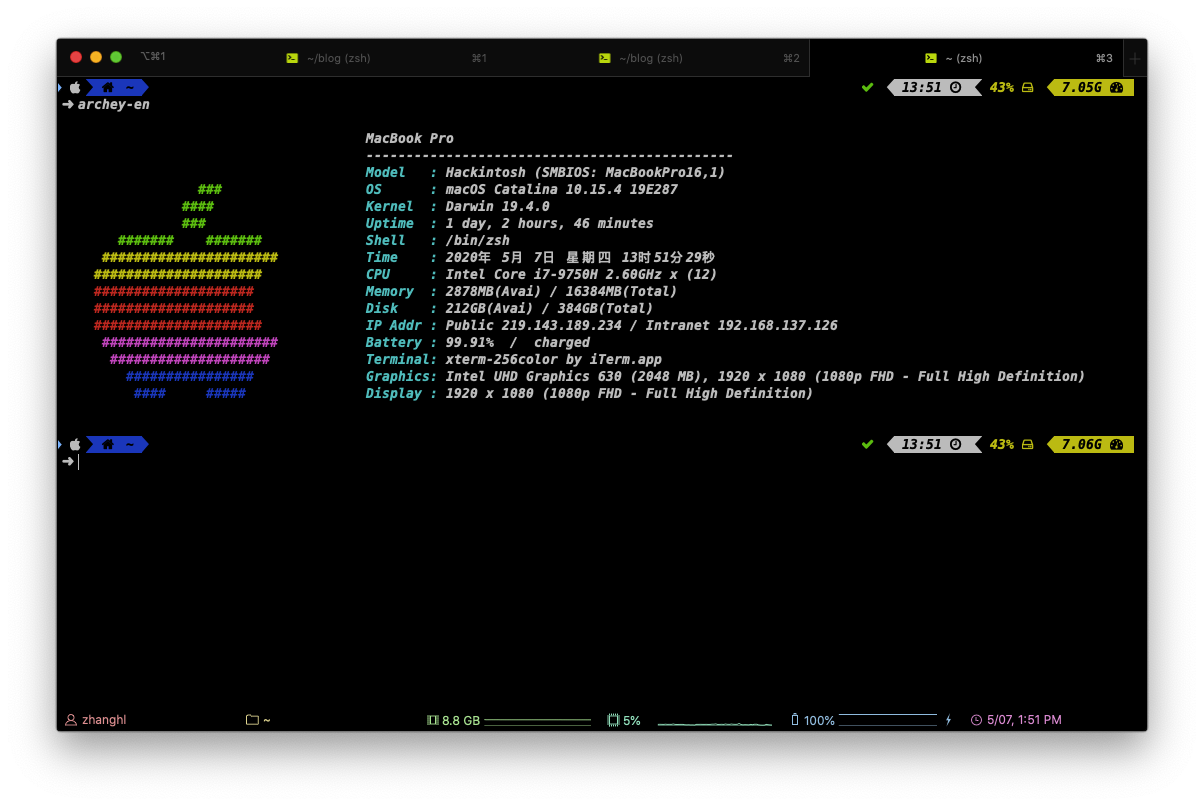 ⌥⌘1 ~/blog (zsh) ⌘1 ~/blog (zsh) ⌘2 ~ (zsh) ⌘3 +
~ ✔ 13:51 43% 7.05G
➜ archey-en
MacBook Pro
----------------------------------------------
Model : Hackintosh (SMBIOS: MacBookPro16,1)
### OS : macOS Catalina 10.15.4 19E287
#### Kernel : Darwin 19.4.0
### Uptime : 1 day, 2 hours, 46 minutes
####### ####### Shell : /bin/zsh
###################### Time : 2020年 5月 7日 星期四 13时51分29秒
##################### CPU : Intel Core i7-9750H 2.60GHz x (12)
#################### Memory : 2878MB(Avai) / 16384MB(Total)
#################### Disk : 212GB(Avai) / 384GB(Total)
##################### IP Addr : Public 219.143.189.234 / Intranet 192.168.137.126
###################### Battery : 99.91% / charged
#################### Terminal: xterm-256color by iTerm.app
################ Graphics: Intel UHD Graphics 630 (2048 MB), 1920 x 1080 (1080p FHD - Full High Definition)
#### ##### Display : 1920 x 1080 (1080p FHD - Full High Definition)
~ ✔ 13:51 43% 7.06G
➜
zhanghl ~ 8.8 GB 5% 100% 5/07, 1:51 PM